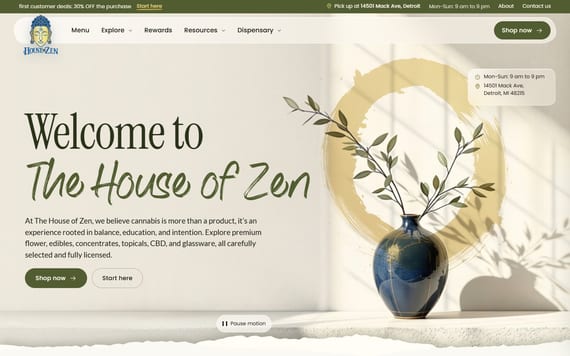 first customer deals: 30% OFF the purchase Start here
Pick up at 14501 Mack Ave, Detroit Mon-Sun: 9 am to 9 pm About Contact us
HOUSE OF ZEN
Menu Explore Rewards Resources Dispensary
Shop now
Mon-Sun: 9 am to 9 pm
14501 Mack Ave,
Detroit, MI 48215
Welcome to
The House of Zen
At The House of Zen, we believe cannabis is more than a product, it's an
experience rooted in balance, education, and intention. Explore premium
flower, edibles, concentrates, topicals, CBD, and glassware, all carefully
selected and fully licensed.
Shop now Start here
Pause motion